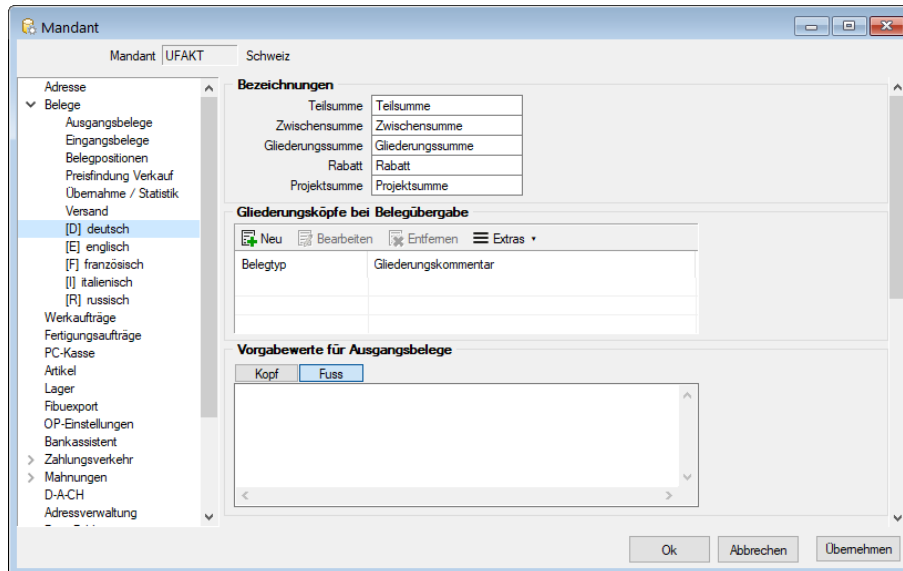 Mandant
Mandant UFAKT Schweiz
Adresse
Belege
Ausgangsbelege
Eingangsbelege
Belegpositionen
Preisfindung Verkauf
Übernahme / Statistik
Versand
[D] deutsch
[E] englisch
[F] französisch
[I] italienisch
[R] russisch
Werkaufträge
Fertigungsaufträge
PC-Kasse
Artikel
Lager
Fibuexport
OP-Einstellungen
Bankassistent
Zahlungsverkehr
Mahnungen
D-A-CH
Adressverwaltung
Bezeichnungen
Teilsumme Teilsumme
Zwischensumme Zwischensumme
Gliederungssumme Gliederungssumme
Rabatt Rabatt
Projektsumme Projektsumme
Gliederungsköpfe bei Belegübergabe
Neu Bearbeiten Entfernen Extras
Belegtyp Gliederungskommentar
Vorgabewerte für Ausgangsbelege
Kopf Fuss
Ok Abbrechen Übernehmen